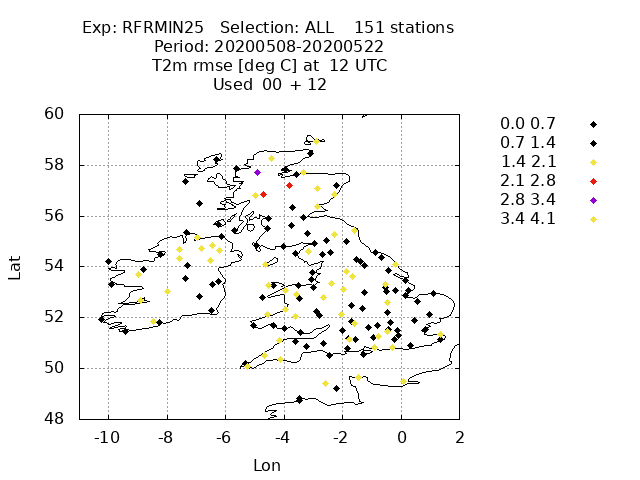 Exp: RFRMIN25 Selection: ALL 151 stations
Period: 20200508-20200522
T2m rmse [deg C] at 12 UTC
Used 00 + 12
60
58
56
54
52
50
48
Lat
-10 -8 -6 -4 -2 0 2
Lon
0.0 0.7
0.7 1.4
1.4 2.1
2.1 2.8
2.8 3.4
3.4 4.1